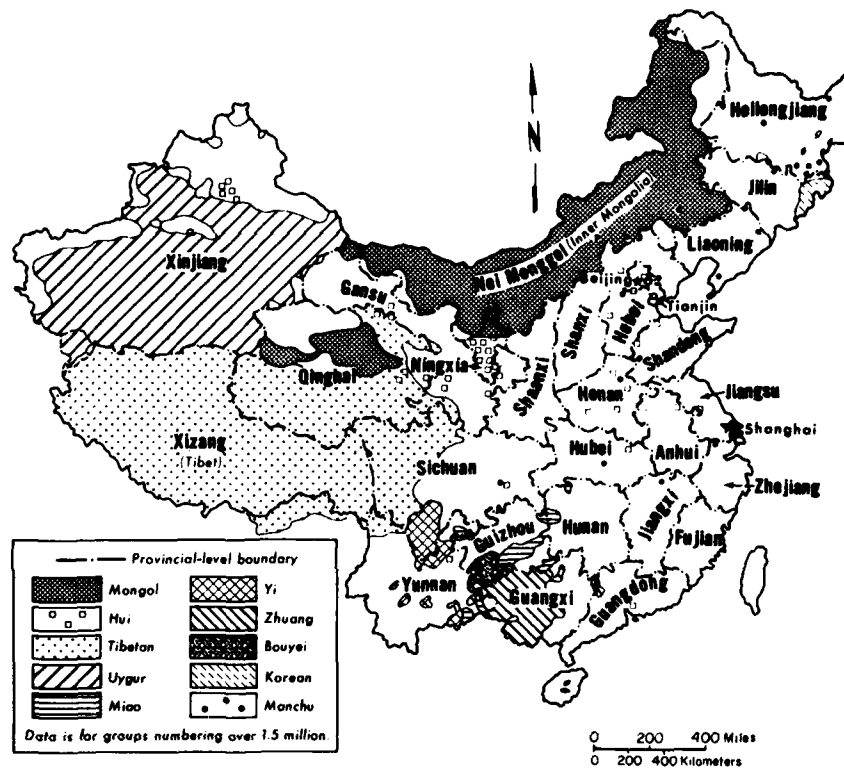 N
Heilongjiang
Jilin
Liaoning
Xinjiang
Nei Monggol (Inner Mongolia)
Gansu
Beijing
Tianjin
Hebei
Shanxi
Shandong
Ningxia
Qinghai
Shaanxi
Henan
Jiangsu
Shanghai
Xizang
(Tibet)
Sichuan
Hubei
Anhui
Zhejiang
Guizhou
Hunan
Jiangxi
Fujian
Yunnan
Guangxi
Guangdong
Provincial-level boundary
Mongol
Yi
Hui
Zhuang
Tibetan
Bouyei
Uygur
Korean
Miao
Manchu
Data is for groups numbering over 1.5 million.
0 200 400 Miles
0 200 400 Kilometers